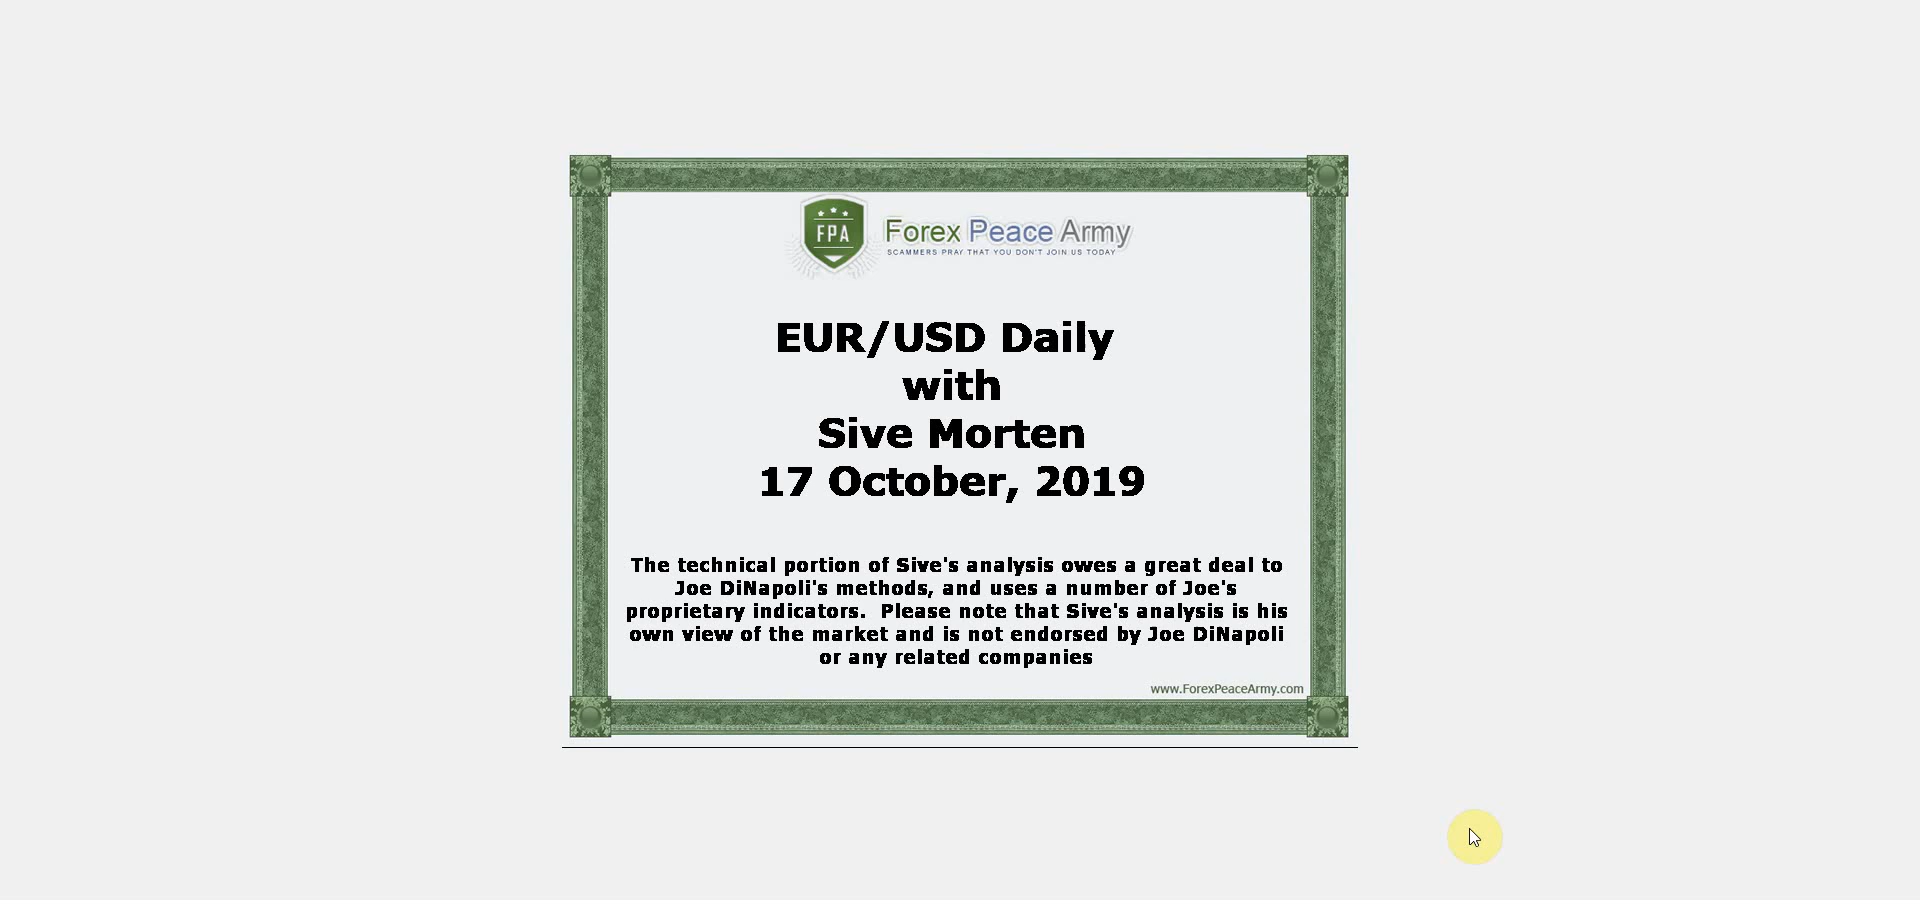 FPA
Forex Peace Army
SCAMMERS PRAY THAT YOU DON'T JOIN US TODAY
EUR/USD Daily
with
Sive Morten
17 October, 2019
The technical portion of Sive's analysis owes a great deal to
Joe DiNapoli's methods, and uses a number of Joe's
proprietary indicators.  Please note that Sive's analysis is his
own view of the market and is not endorsed by Joe DiNapoli
or any related companies
www.ForexPeaceArmy.com